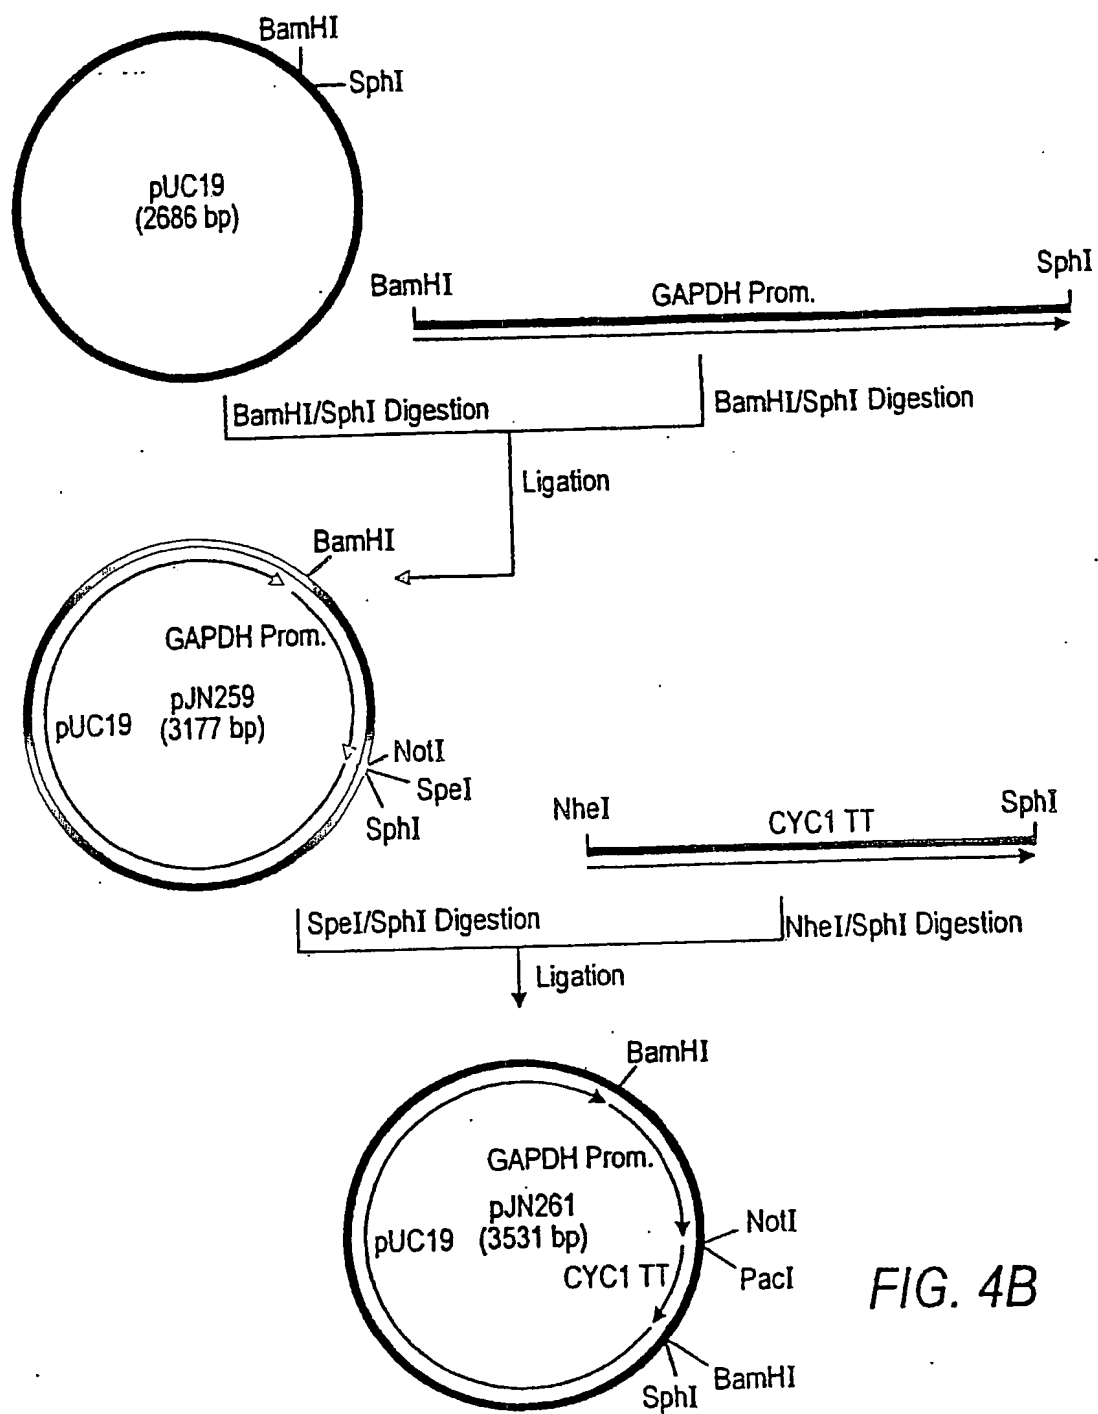 BamHI
SphI
pUC19
(2686 bp)
BamHI
GAPDH Prom.
SphI
BamHI/SphI Digestion
BamHI/SphI Digestion
Ligation
BamHI
GAPDH Prom.
pJN259
pUC19 (3177 bp)
NotI
SpeI
SphI
NheI
CYC1 TT
SphI
SpeI/SphI Digestion
NheI/SphI Digestion
Ligation
BamHI
GAPDH Prom.
pJN261
pUC19 (3531 bp)
CYC1 TT
NotI
PacI
BamHI
SphI
FIG. 4B